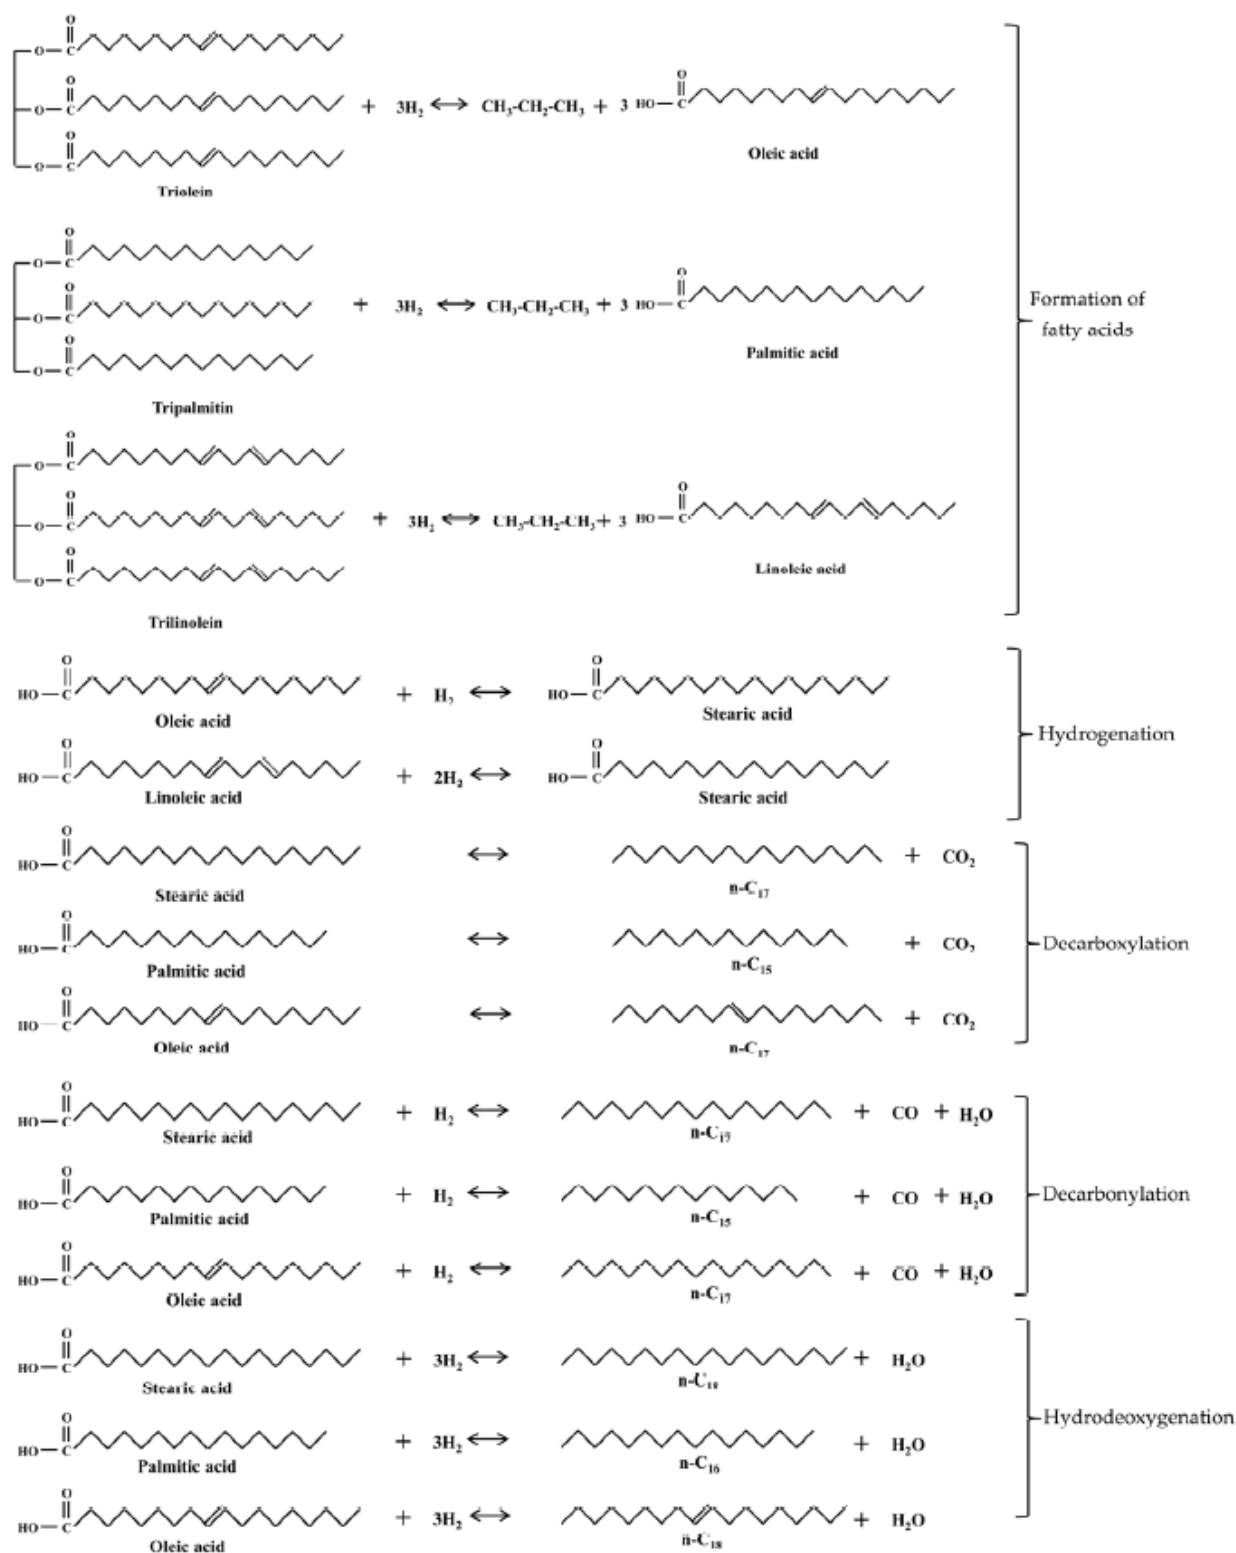 O
O—C
O
O—C + 3H₂ ↔ CH₃-CH₂-CH₃ + 3 HO—C
O
Oleic acid
O
O—C
Triolein
O
O—C
O
O—C + 3H₂ ↔ CH₃-CH₂-CH₃ + 3 HO—C
O
Formation of
fatty acids
O
O—C
Palmitic acid
Tripalmitin
O
O—C
O
O—C + 3H₂ ↔ CH₃-CH₂-CH₃ + 3 HO—C
O
O
O—C
Linoleic acid
Trilinolein
O O
HO—C + H₂ ↔ HO—C
Oleic acid Stearic acid
Hydrogenation
O O
HO—C + 2H₂ ↔ HO—C
Linoleic acid Stearic acid
O
HO—C ↔ + CO₂
Stearic acid n-C₁₇
O
HO—C ↔ + CO₂
Decarboxylation
Palmitic acid n-C₁₅
O
HO—C ↔ + CO₂
Oleic acid n-C₁₇
O
HO—C + H₂ ↔ + CO + H₂O
Stearic acid n-C₁₇
O
HO—C + H₂ ↔ + CO + H₂O
Decarbonylation
Palmitic acid n-C₁₅
O
HO—C + H₂ ↔ + CO + H₂O
Oleic acid n-C₁₇
O
HO—C + 3H₂ ↔ + H₂O
Stearic acid n-C₁₈
O
Hydrodeoxygenation
HO—C + 3H₂ ↔ + H₂O
Palmitic acid n-C₁₆
O
HO—C + 3H₂ ↔ + H₂O
Oleic acid n-C₁₈